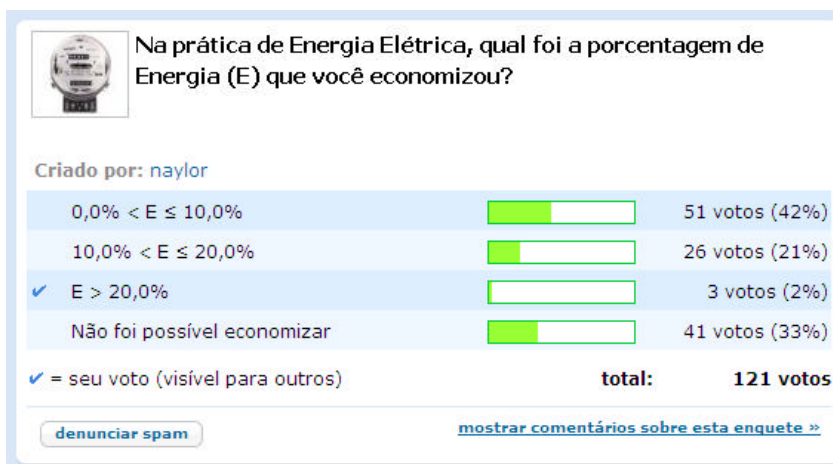 Na prática de Energia Elétrica, qual foi a porcentagem de
Energia (E) que você economizou?
Criado por: naylor
0,0% < E ≤ 10,0% 51 votos (42%)
10,0% < E ≤ 20,0% 26 votos (21%)
✔ E > 20,0% 3 votos (2%)
Não foi possível economizar 41 votos (33%)
✔ = seu voto (visível para outros) total: 121 votos
denunciar spam mostrar comentários sobre esta enquete »